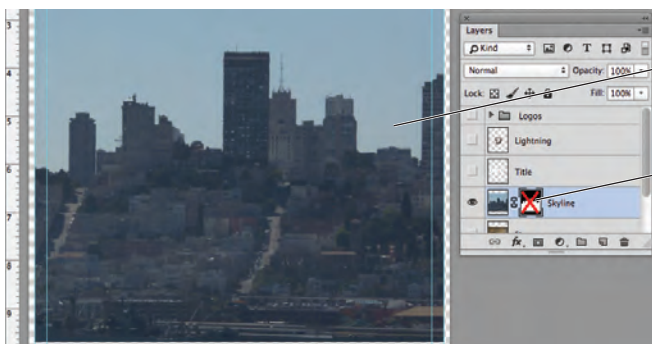 Layers
Kind
Normal
Opacity: 100%
Lock:
Fill: 100%
Logos
Lightning
Title
Skyline
fx
3
4
5
6
7
8
9